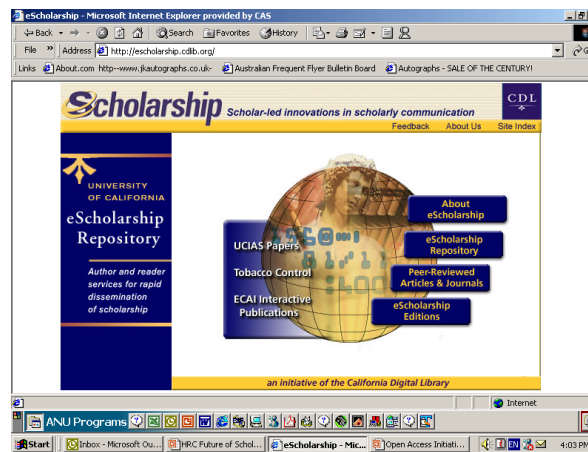 eScholarship - Microsoft Internet Explorer provided by CAS
Back Search Favorites History
File » Address http://escholarship.cdlib.org/
Links About.com http--www.jkautographs.co.uk- Australian Frequent Flyer Bulletin Board Autographs - SALE OF THE CENTURY!
eScholarship Scholar-led innovations in scholarly communication CDL
Feedback About Us Site Index
UNIVERSITY
OF CALIFORNIA
eScholarship
Repository
Author and reader
services for rapid
dissemination
of scholarship
UCIAS Papers
Tobacco Control
ECAI Interactive
Publications
About
eScholarship
eScholarship
Repository
Peer-Reviewed
Articles & Journals
eScholarship
Editions
an initiative of the California Digital Library
Internet
ANU Programs
Start Inbox - Microsoft Ou... HRC Future of Schol... eScholarship - Mic... Open Access Initiati... EN 4:03 PM